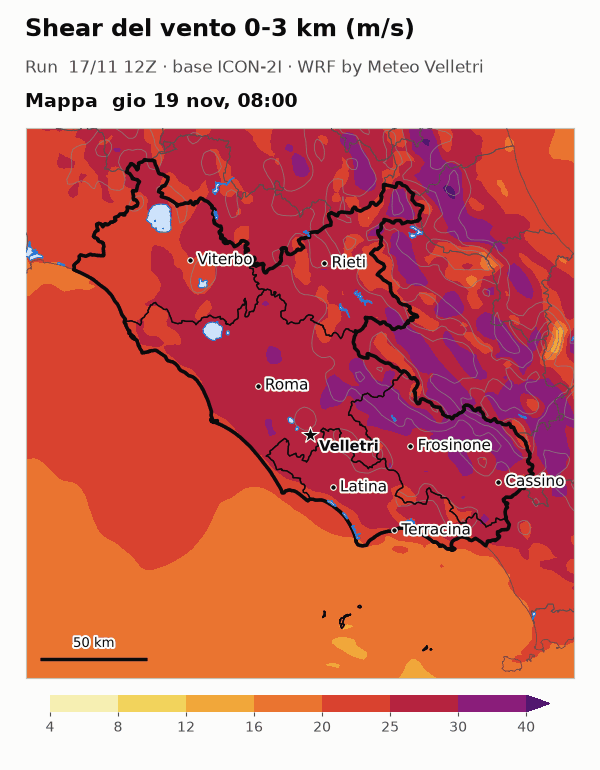 Shear del vento 0-3 km (m/s)
Run 17/11 12Z · base ICON-2I · WRF by Meteo Velletri
Mappa gio 19 nov, 08:00
Viterbo
Rieti
Roma
Velletri
Frosinone
Cassino
Latina
Terracina
50 km
4 8 12 16 20 25 30 40